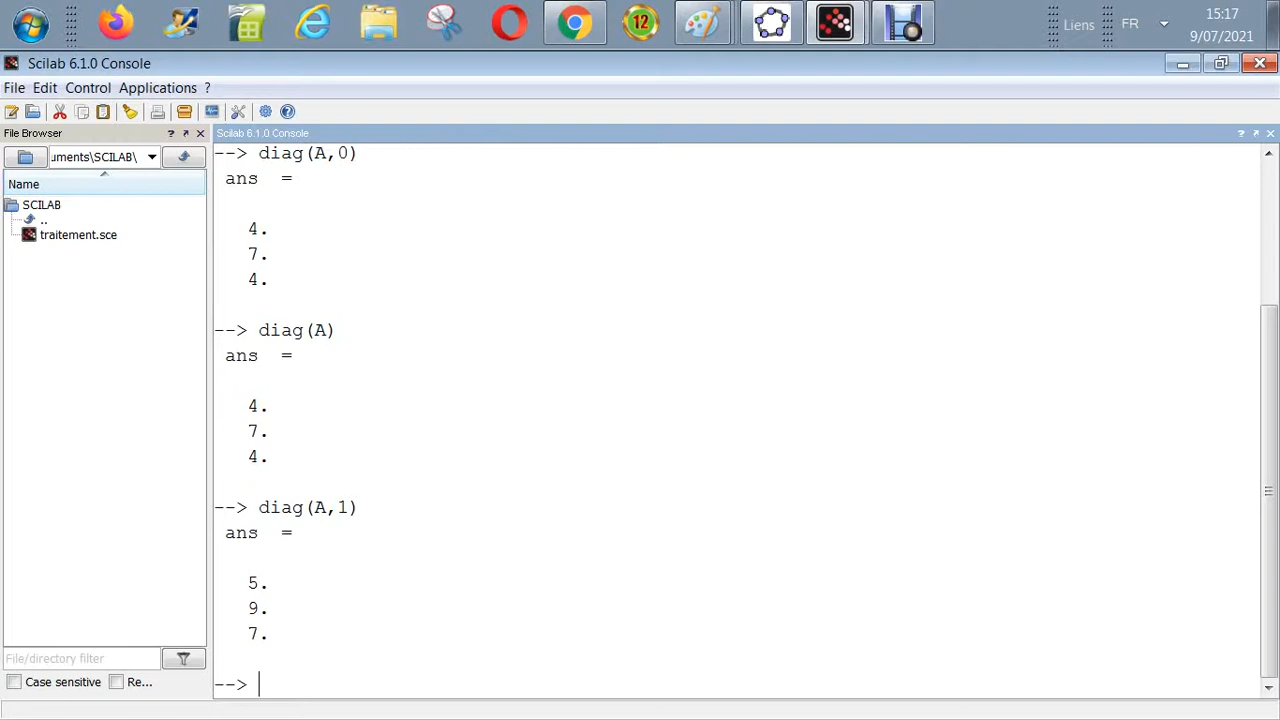 Liens
FR
15:17
9/07/2021
12
Scilab 6.1.0 Console
File Edit Control Applications ?
File Browser ? 
Scilab 6.1.0 Console ?
uments\SCILAB\
Name
SCILAB
..
traitement.sce
--> diag(A,0)
ans =
4.
7.
4.
--> diag(A)
ans =
4.
7.
4.
--> diag(A,1)
ans =
5.
9.
7.
-->
File/directory filter
Case sensitive Re...